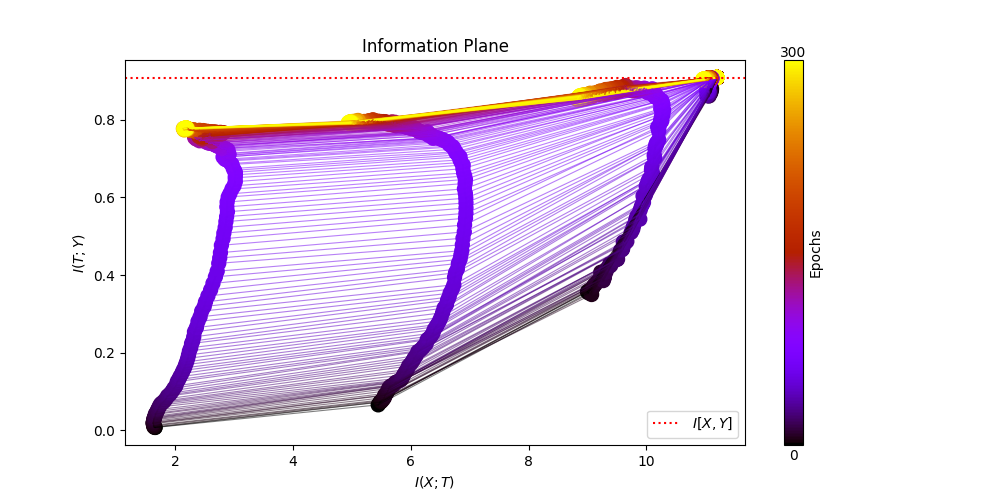 Information Plane
300
0.8
0.6
0.4
0.2
0.0
I(T; Y)
2
4
6
8
10
I(X; T)
I[X, Y]
Epochs
0